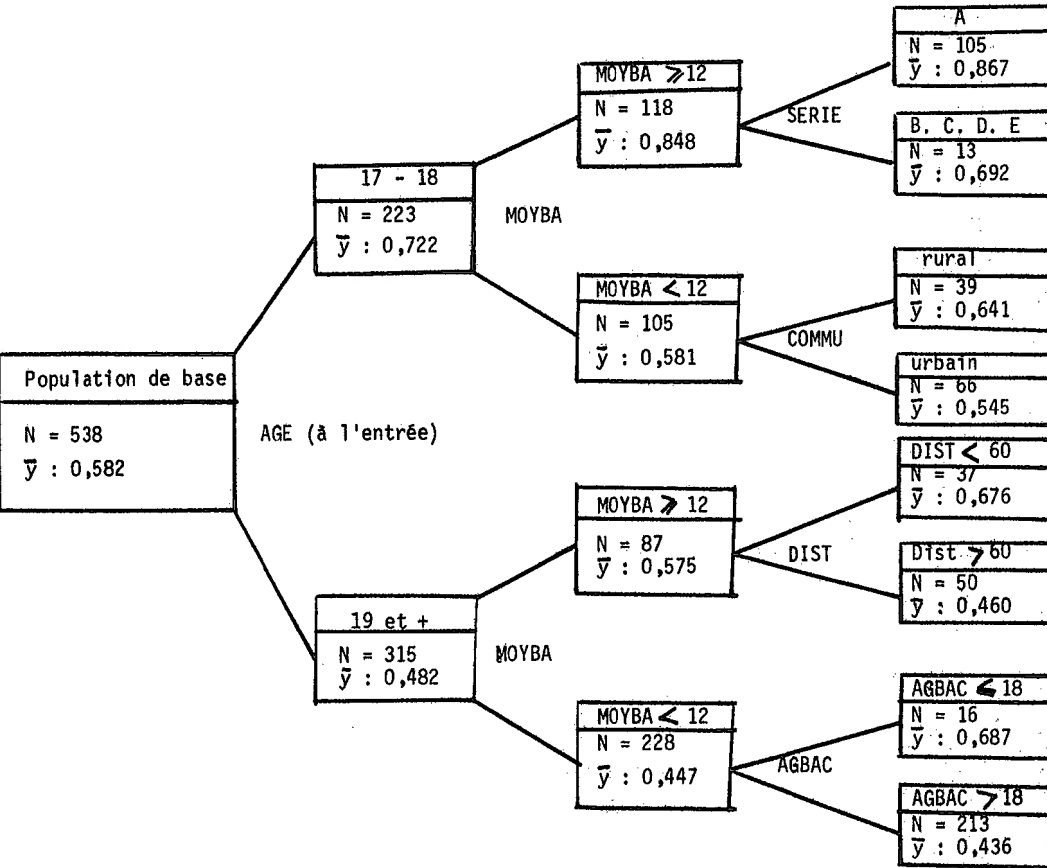 Population de base
N = 538
y̅ : 0,582
AGE (à l'entrée)
17 - 18
N = 223
y̅ : 0,722
MOYBA
19 et +
N = 315
y̅ : 0,482
MOYBA
MOYBA ⩾ 12
N = 118
y̅ : 0,848
SERIE
MOYBA < 12
N = 105
y̅ : 0,581
COMMU
MOYBA ⩾ 12
N = 87
y̅ : 0,575
DIST
MOYBA < 12
N = 228
y̅ : 0,447
AGBAC
A
N = 105
y̅ : 0,867
B. C. D. E
N = 13
y̅ : 0,692
rural
N = 39
y̅ : 0,641
urbain
N = 66
y̅ : 0,545
DIST < 60
N = 37
y̅ : 0,676
Dist > 60
N = 50
y̅ : 0,460
AGBAC ⩽ 18
N = 16
y̅ : 0,687
AGBAC > 18
N = 213
y̅ : 0,436